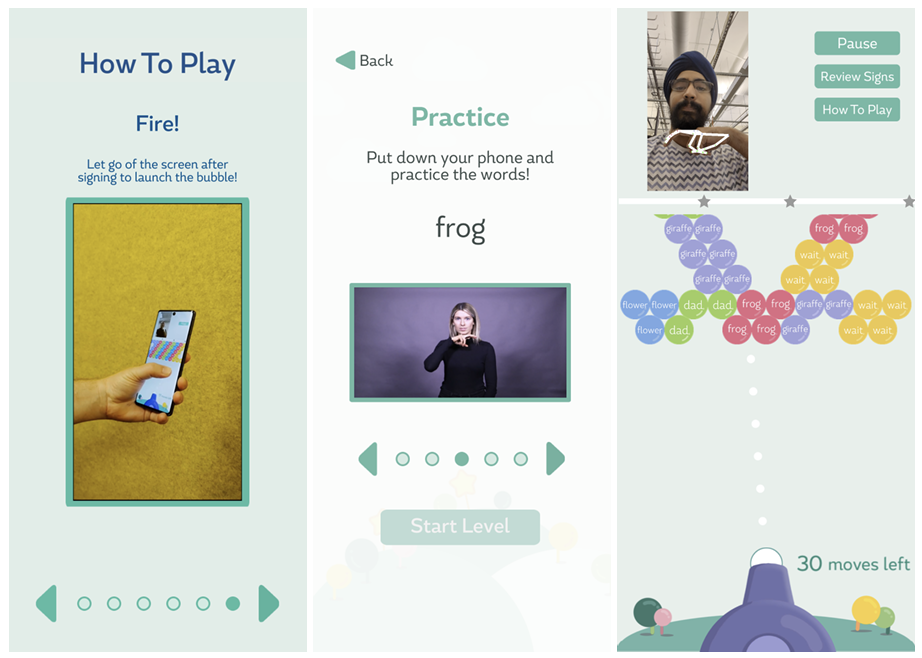 How To Play
Fire!
Let go of the screen after
signing to launch the bubble!
Back
Practice
Put down your phone and
practice the words!
frog
Start Level
Pause
Review Signs
How To Play
giraffe giraffe frog frog
giraffe giraffe wait wait
giraffe giraffe wait wait
flower flower dad dad frog frog giraffe giraffe wait wait
flower dad frog frog giraffe wait wait
30 moves left